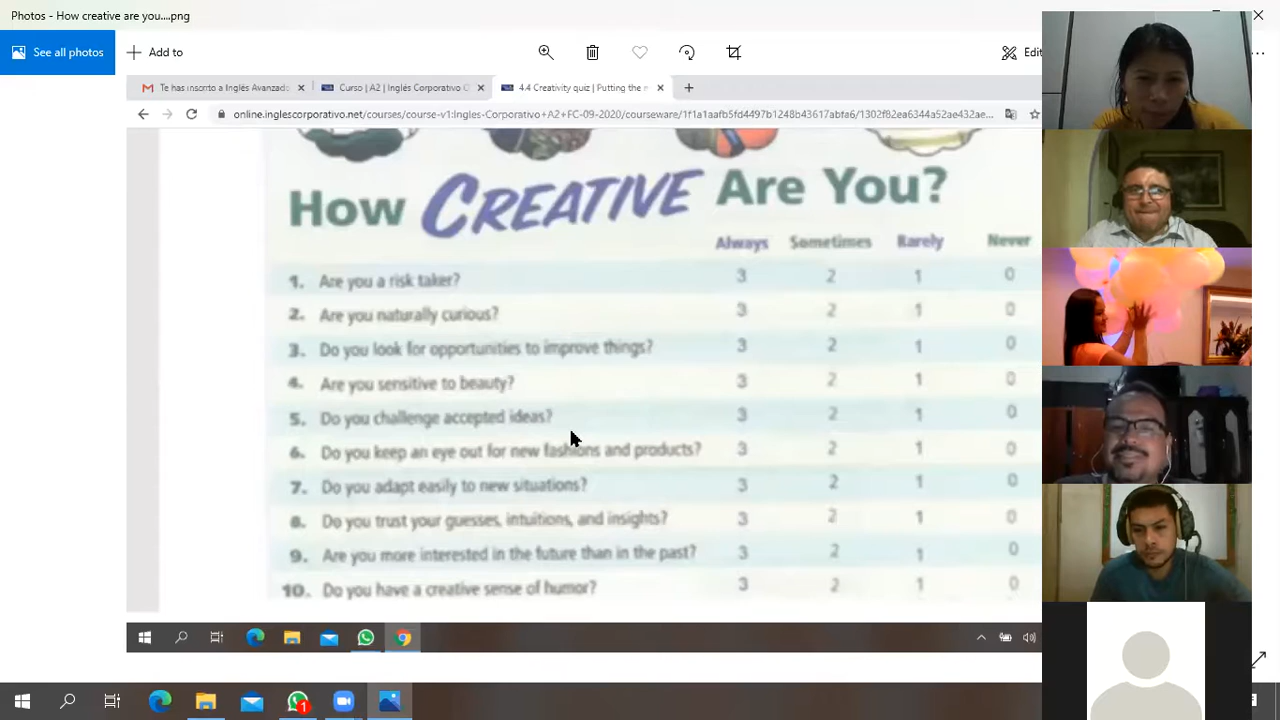 Photos - How creative are you....png
See all photos
Add to
Edit
Te has inscrito a Inglés Avanzado
Curso | A2 | Inglés Corporativo
4.4 Creativity quiz | Putting the m
online.inglescorporativo.net/courses/course-v1:Ingles-Corporativo+A2+FC-09-2020/courseware/
How CREATIVE Are You?
Always Sometimes Rarely Never
1. Are you a risk taker? 3 2 1 0
2. Are you naturally curious? 3 2 1 0
3. Do you look for opportunities to improve things? 3 2 1 0
4. Are you sensitive to beauty? 3 2 1 0
5. Do you challenge accepted ideas? 3 2 1 0
6. Do you keep an eye out for new fashions and products? 3 2 1 0
7. Do you adapt easily to new situations? 3 2 1 0
8. Do you trust your guesses, intuitions, and insights? 3 2 1 0
9. Are you more interested in the future than in the past? 3 2 1 0
10. Do you have a creative sense of humor? 3 2 1 0
1